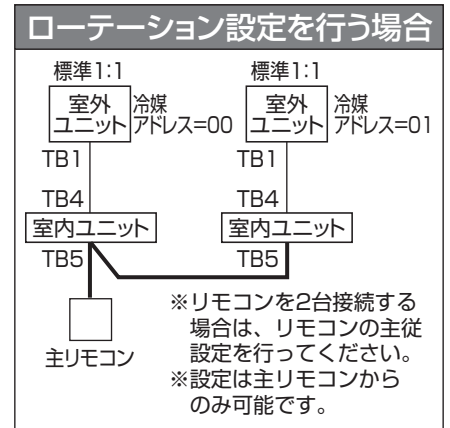 ローテーション設定を行う場合
標準1:1
室外
ユニット
冷媒
アドレス=00
TB1
TB4
室内ユニット
TB5
主リモコン
標準1:1
室外
ユニット
冷媒
アドレス=01
TB1
TB4
室内ユニット
TB5
※リモコンを2台接続する
場合は、リモコンの主従
設定を行ってください。
※設定は主リモコンから
のみ可能です。